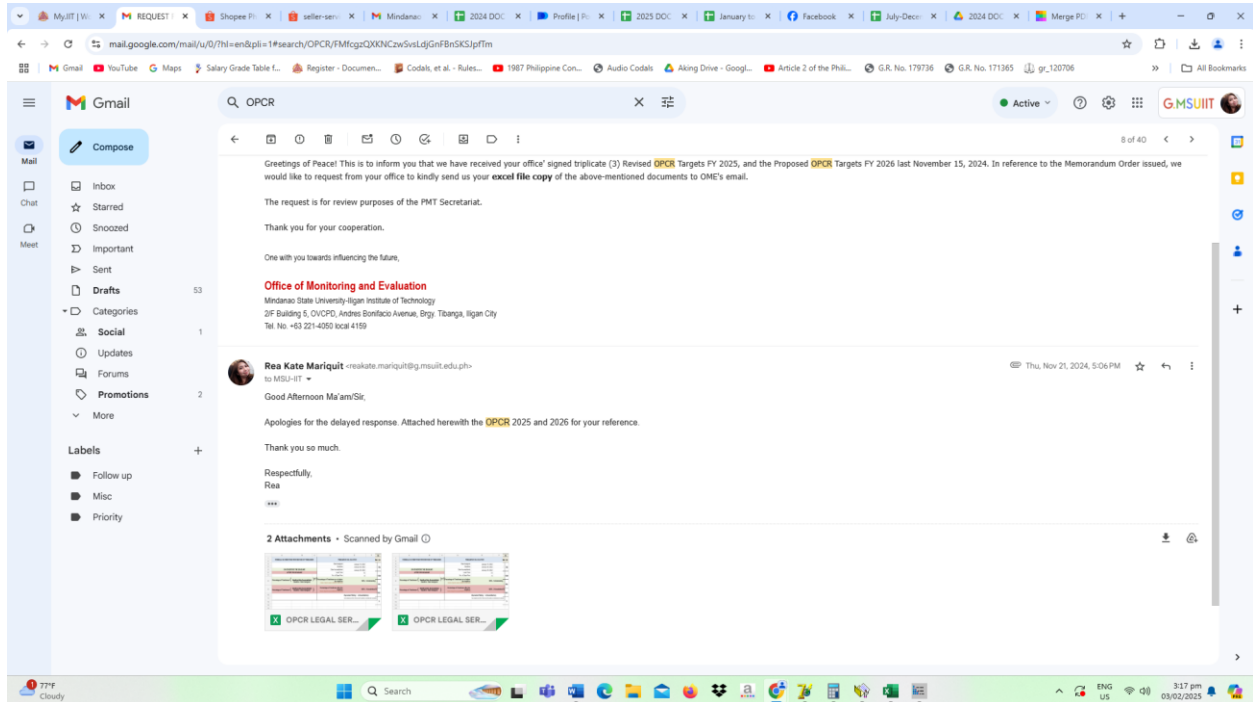 MyIIT | W
REQUEST F
Shopee Ph
seller-servi
Mindanao
2024 DOC
Profile | Po
2025 DOC
January to
Facebook
July-Decen
2024 DOC
Merge PDF
mail.google.com/mail/u/0/?hl=en&pli=1#search/OPCR/FMfcgzQXKNCzwSvsLdjGnFBnSKSJpfTm
Gmail
YouTube
Maps
Salary Grade Table f...
Register - Documen...
Codals, et al. - Rules...
1987 Philippine Con...
Audio Codals
Aking Drive - Googl...
Article 2 of the Phili...
G.R. No. 179736
G.R. No. 171365
gr_120706
All Bookmarks
Gmail
OPCR
Active
G.MSUIIT
Mail
Chat
Meet
Compose
Inbox
Starred
Snoozed
Important
Sent
Drafts 53
Categories
Social 1
Updates
Forums
Promotions 2
More
Labels
Follow up
Misc
Priority
8 of 40
Greetings of Peace! This is to inform you that we have received your office' signed triplicate (3) Revised OPCR Targets FY 2025, and the Proposed OPCR Targets FY 2026 last November 15, 2024. In reference to the Memorandum Order issued, we
would like to request from your office to kindly send us your excel file copy of the above-mentioned documents to OME's email.
The request is for review purposes of the PMT Secretariat.
Thank you for your cooperation.
One with you towards influencing the future,
Office of Monitoring and Evaluation
Mindanao State University-Iligan Institute of Technology
2/F Building 5, OVCPD, Andres Bonifacio Avenue, Brgy. Tibanga, Iligan City
Tel. No. +63 221-4050 local 4159
Rea Kate Mariquit <reakate.mariquit@g.msuiit.edu.ph>
Thu, Nov 21, 2024, 5:06 PM
to MSU-IIT
Good Afternoon Ma'am/Sir,
Apologies for the delayed response. Attached herewith the OPCR 2025 and 2026 for your reference.
Thank you so much.
Respectfully,
Rea
2 Attachments • Scanned by Gmail
OPCR LEGAL SER...
OPCR LEGAL SER...
77°F
Cloudy
Search
ENG
US
3:17 pm
03/02/2025